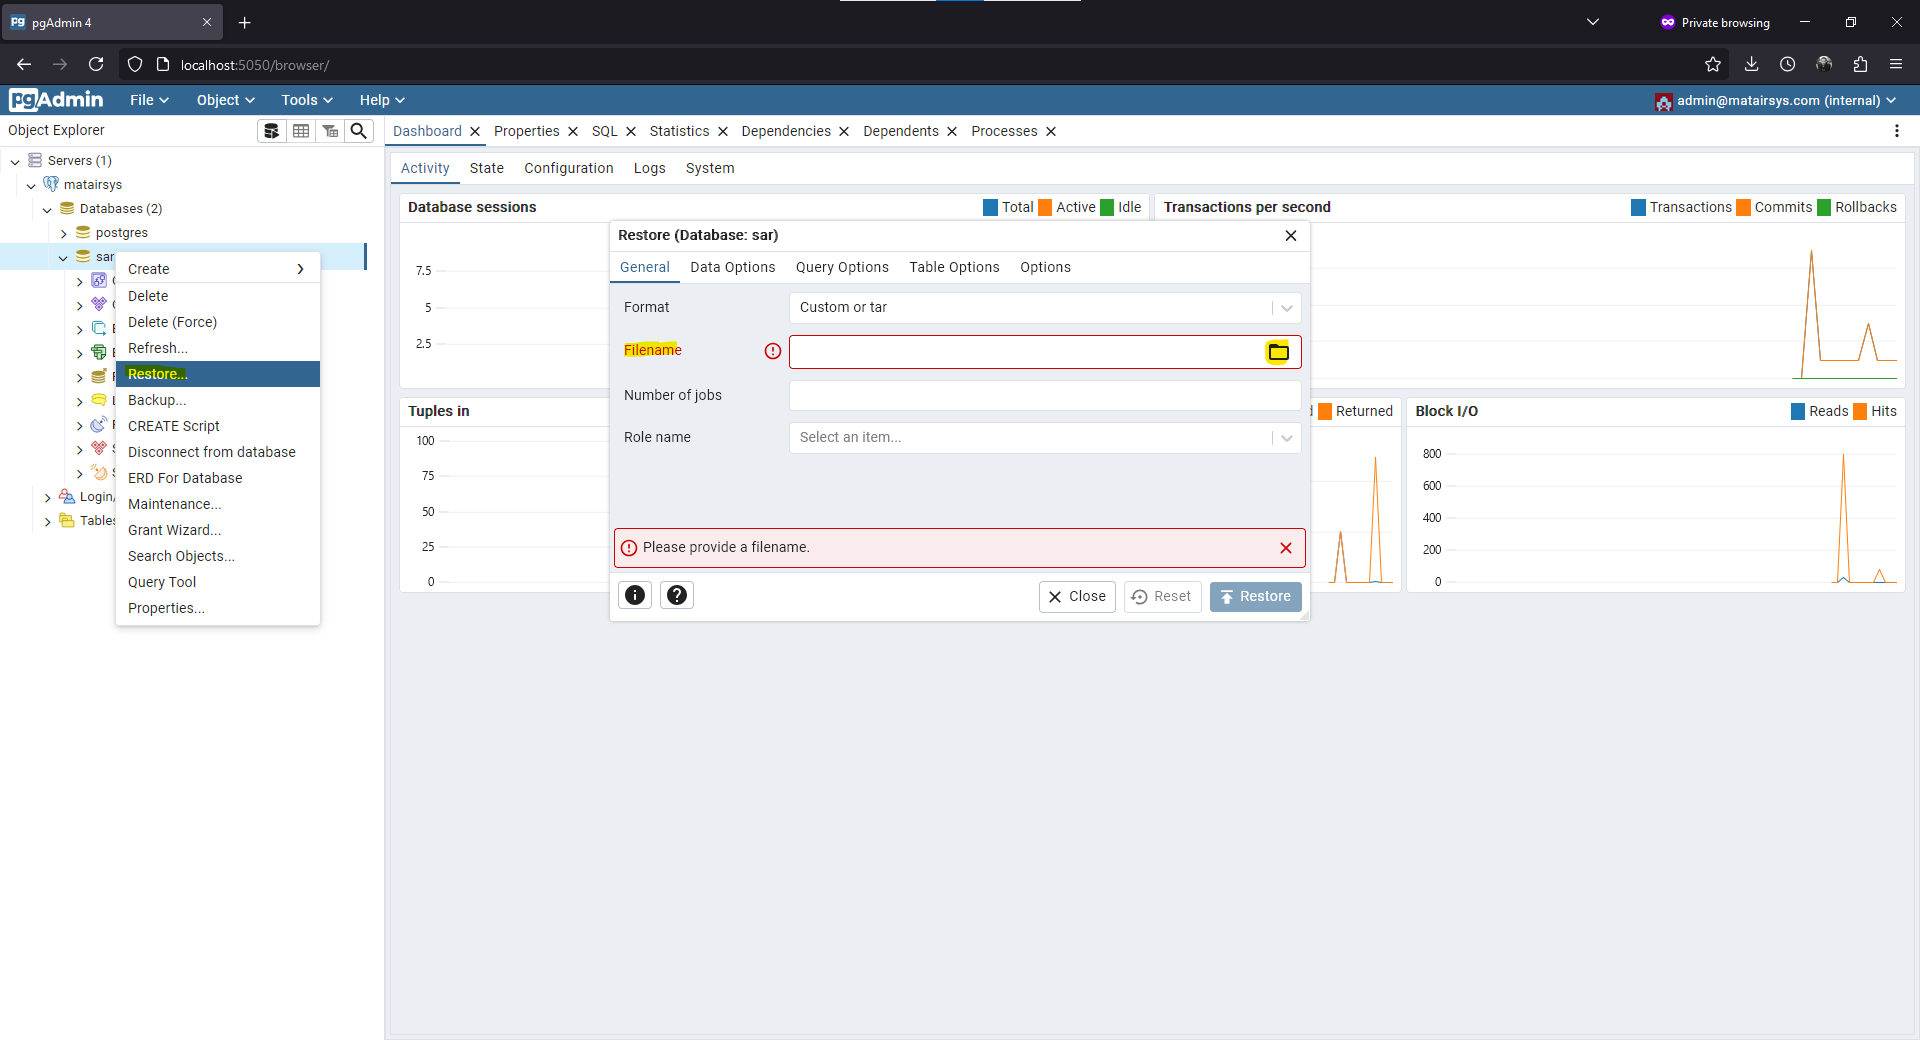 pgAdmin 4
Private browsing
localhost:5050/browser/
pgAdmin
File
Object
Tools
Help
admin@matairsys.com (internal)
Object Explorer
Dashboard
Properties
SQL
Statistics
Dependencies
Dependents
Processes
Servers (1)
matairsys
Databases (2)
postgres
sar
Login/
Tables
Create
Delete
Delete (Force)
Refresh...
Restore...
Backup...
CREATE Script
Disconnect from database
ERD For Database
Maintenance...
Grant Wizard...
Search Objects...
Query Tool
Properties...
Activity
State
Configuration
Logs
System
Database sessions
Total
Active
Idle
7.5
5
2.5
Transactions per second
Transactions
Commits
Rollbacks
Tuples in
100
75
50
25
0
Returned
Block I/O
Reads
Hits
800
600
400
200
0
Restore (Database: sar)
General
Data Options
Query Options
Table Options
Options
Format
Custom or tar
Filename
Number of jobs
Role name
Select an item...
Please provide a filename.
Close
Reset
Restore